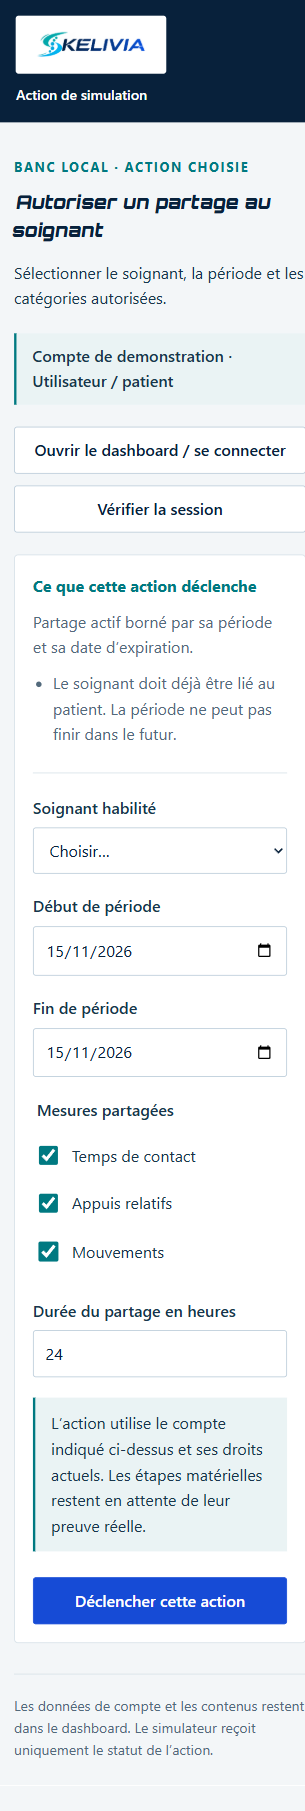 SKELIVIA
Action de simulation
BANC LOCAL · ACTION CHOISIE
Autoriser un partage au
soignant
Sélectionner le soignant, la période et les
catégories autorisées.
Compte de demonstration ·
Utilisateur / patient
Ouvrir le dashboard / se connecter
Vérifier la session
Ce que cette action déclenche
Partage actif borné par sa période
et sa date d’expiration.
• Le soignant doit déjà être lié au
patient. La période ne peut pas
finir dans le futur.
Soignant habilité
Choisir...
Début de période
15/11/2026
Fin de période
15/11/2026
Mesures partagées
Temps de contact
Appuis relatifs
Mouvements
Durée du partage en heures
24
L’action utilise le compte
indiqué ci-dessus et ses droits
actuels. Les étapes matérielles
restent en attente de leur
preuve réelle.
Déclencher cette action
Les données de compte et les contenus restent
dans le dashboard. Le simulateur reçoit
uniquement le statut de l’action.